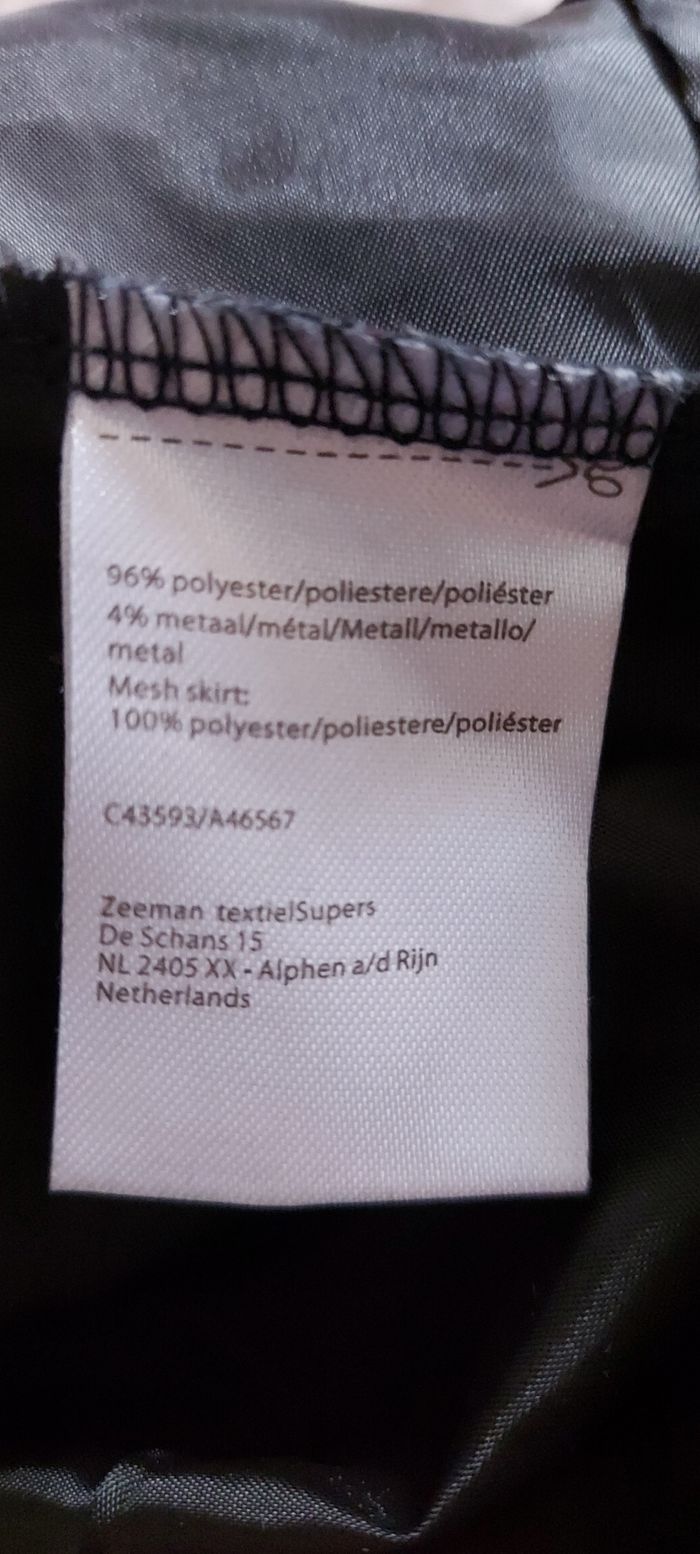 96% polyester/poliestere/poliéster
4% metaal/métal/Metall/metallo/
metal
Mesh skirt:
100% polyester/poliestere/poliéster
C43593/A46567
Zeeman textielSupers
De Schans 15
NL 2405 XX - Alphen a/d Rijn
Netherlands